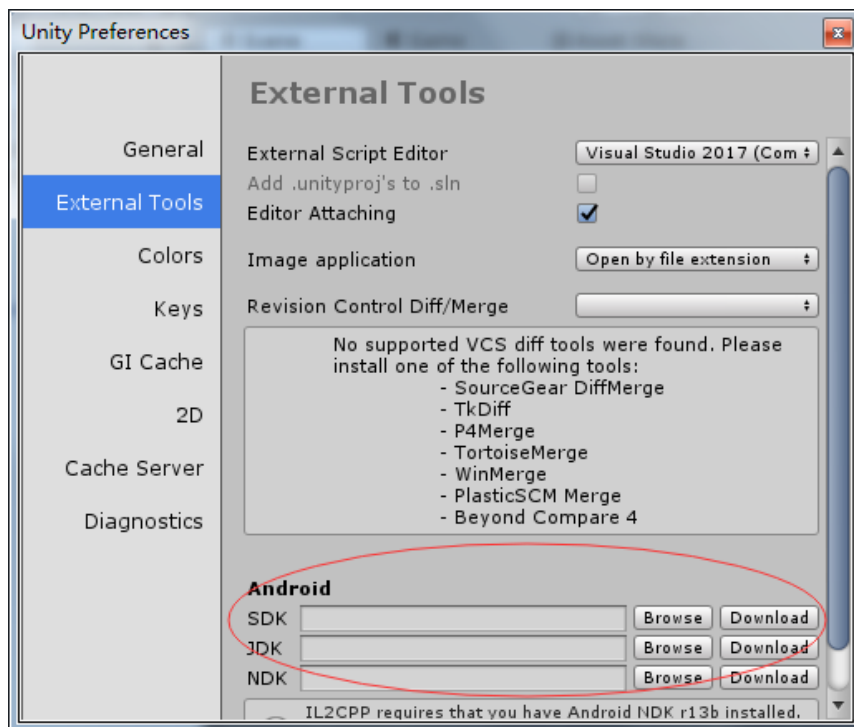 Unity Preferences
External Tools
General
External Tools
Colors
Keys
GI Cache
2D
Cache Server
Diagnostics
External Script Editor Visual Studio 2017 (Com
Add .unityproj's to .sln
Editor Attaching
Image application Open by file extension
Revision Control Diff/Merge
No supported VCS diff tools were found. Please
install one of the following tools:
- SourceGear DiffMerge
- TkDiff
- P4Merge
- TortoiseMerge
- WinMerge
- PlasticSCM Merge
- Beyond Compare 4
Android
SDK Browse Download
JDK Browse Download
NDK Browse Download
IL2CPP requires that you have Android NDK r13b installed.